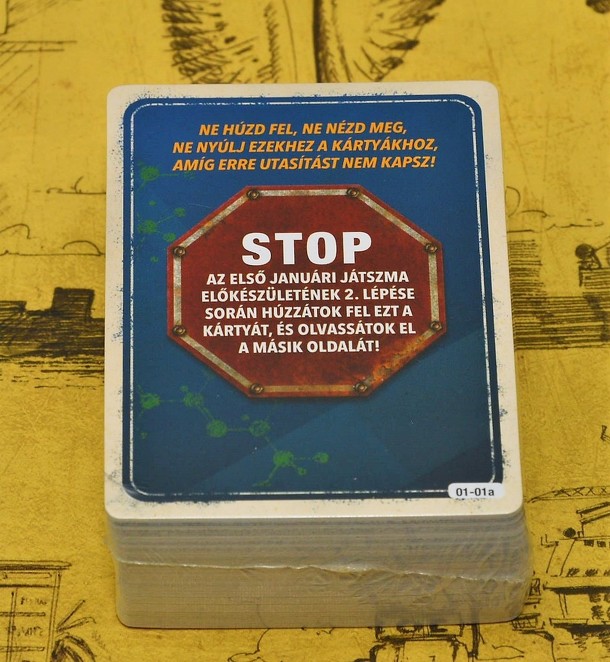 NE HÚZD FEL, NE NÉZD MEG,
NE NYÚLJ EZEKHEZ A KÁRTYÁKHOZ,
AMÍG ERRE UTASÍTÁST NEM KAPSZ!
STOP
AZ ELSŐ JANUÁRI JÁTSZMA
ELŐKÉSZÜLETÉNEK 2. LÉPÉSE
SORÁN HÚZZÁTOK FEL EZT A
KÁRTYÁT, ÉS OLVASSÁTOK EL
A MÁSIK OLDALÁT!
01-01a